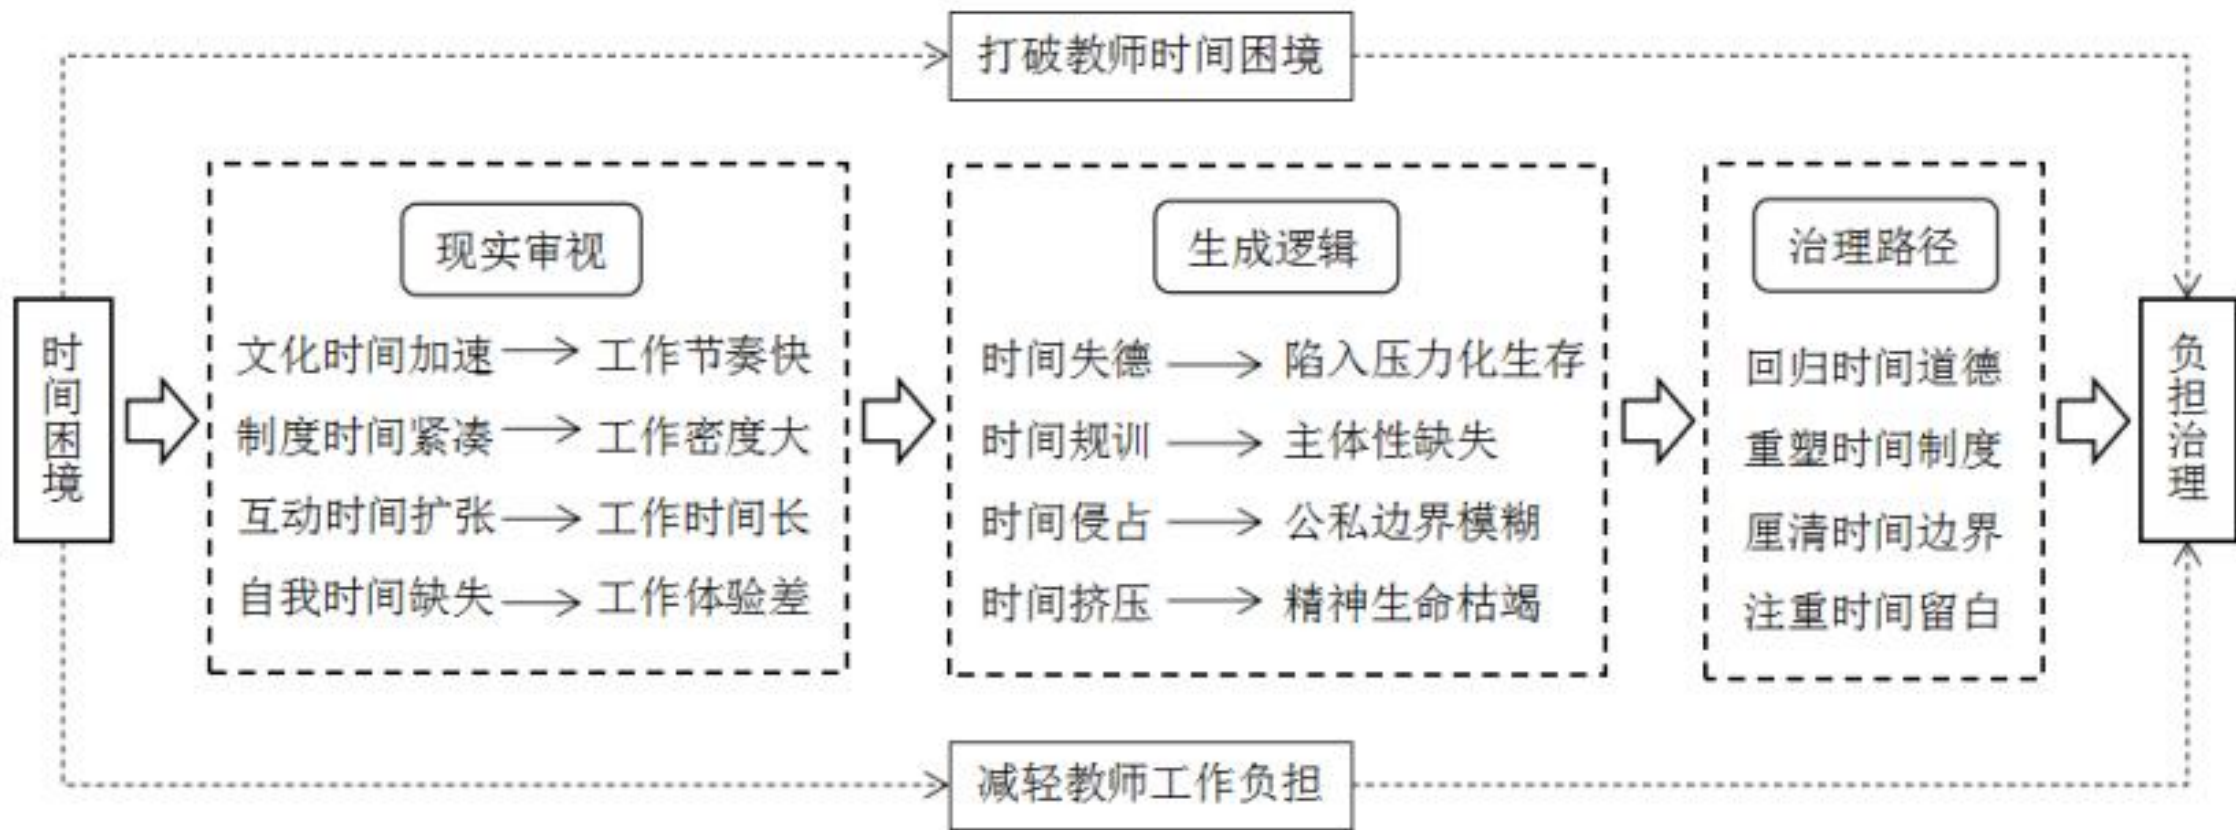 打破教师时间困境
时间困境
现实审视
文化时间加速 工作节奏快
制度时间紧凑 工作密度大
互动时间扩张 工作时间长
自我时间缺失 工作体验差
生成逻辑
时间失德 陷入压力化生存
时间规训 主体性缺失
时间侵占 公私边界模糊
时间挤压 精神生命枯竭
治理路径
回归时间道德
重塑时间制度
厘清时间边界
注重时间留白
负担治理
减轻教师工作负担